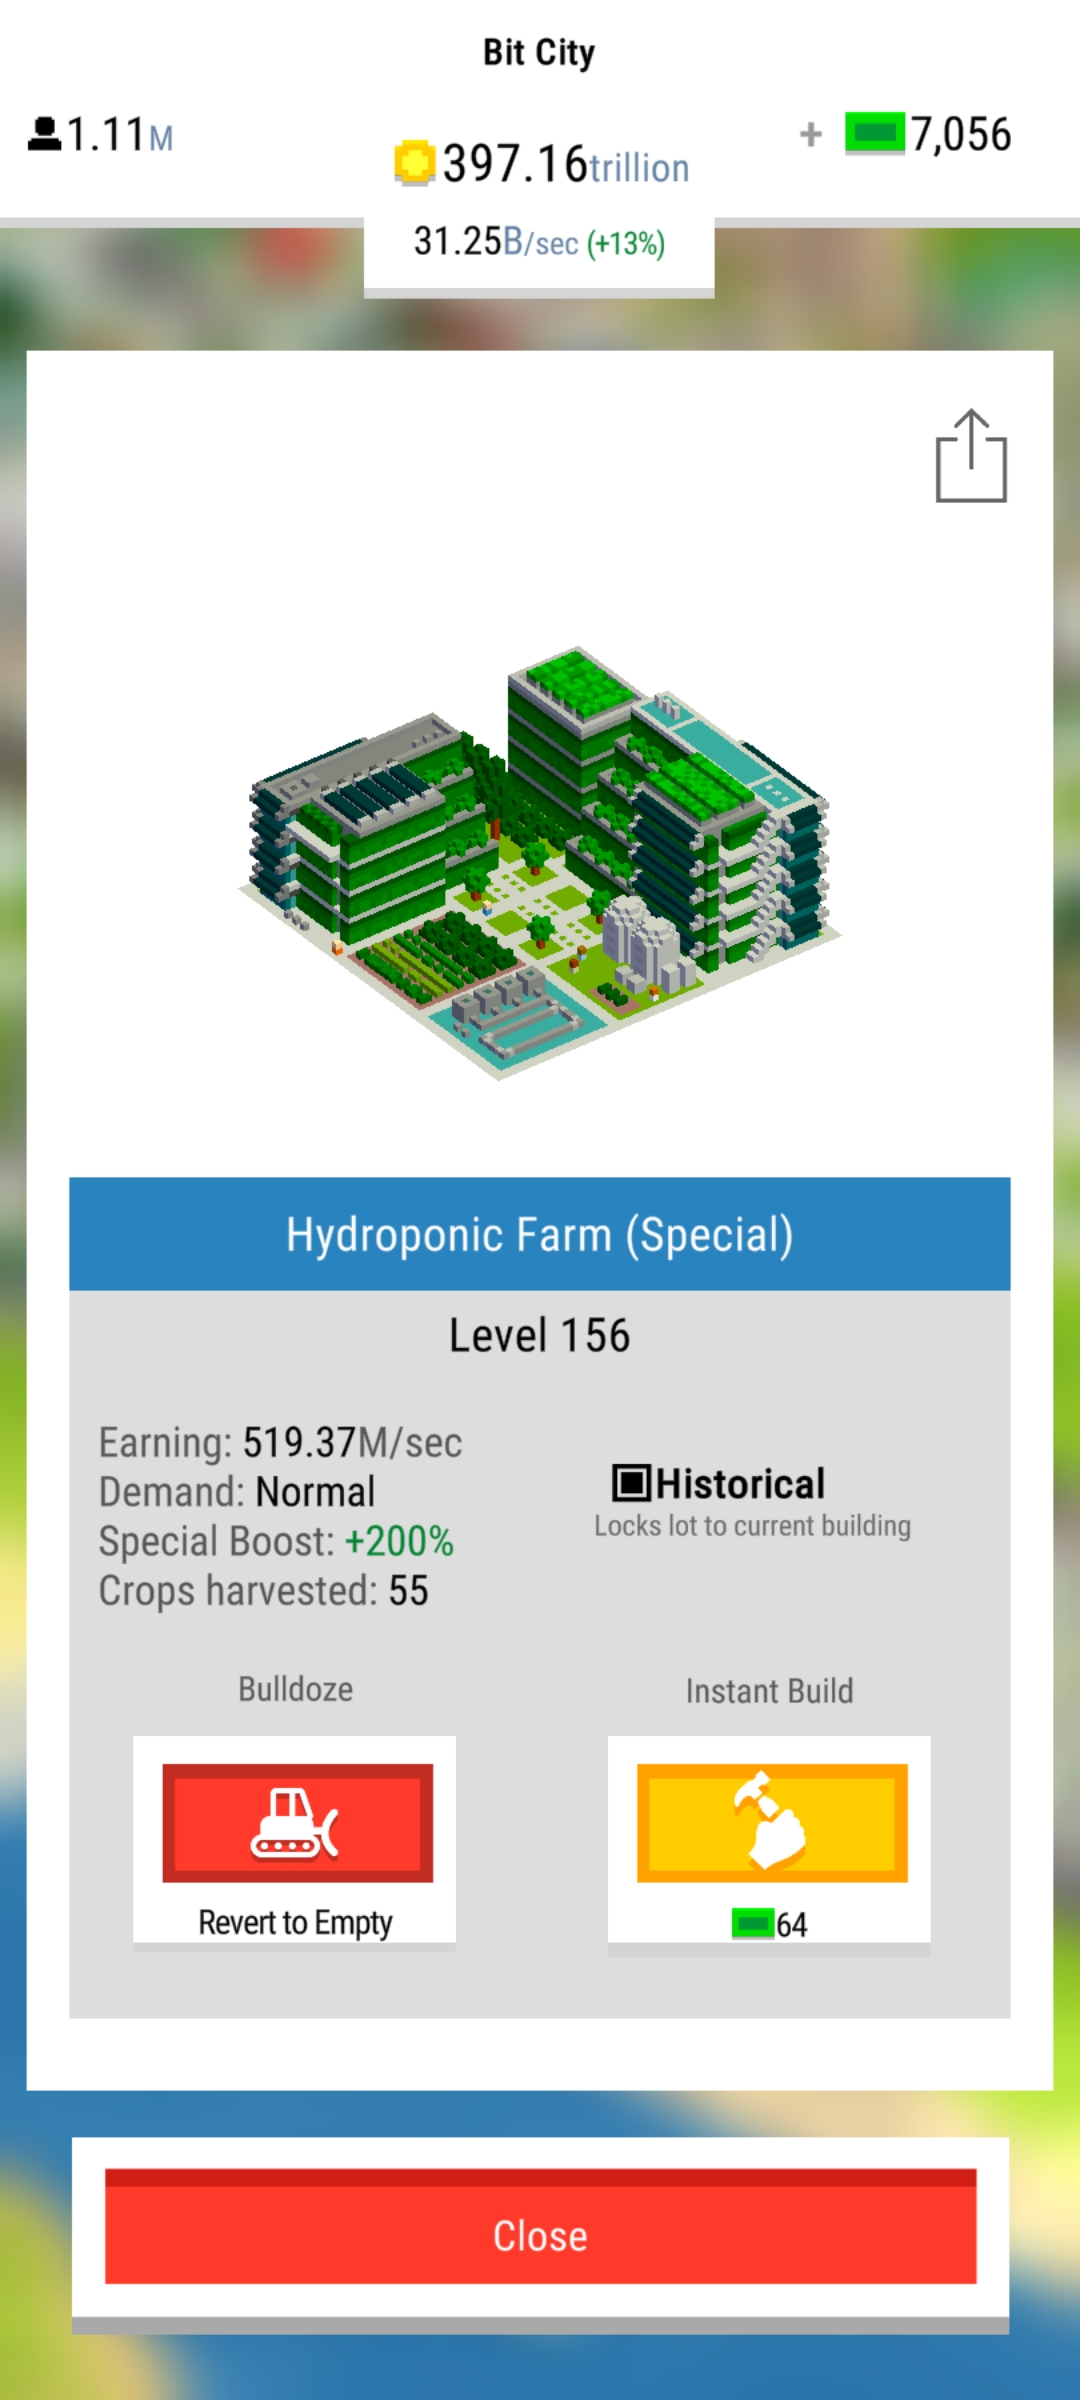 Bit City
1.11M
397.16trillion
+ 7,056
31.25B/sec (+13%)
Hydroponic Farm (Special)
Level 156
Earning: 519.37M/sec
Demand: Normal
Special Boost: +200%
Crops harvested: 55
Historical
Locks lot to current building
Bulldoze
Instant Build
Revert to Empty
64
Close